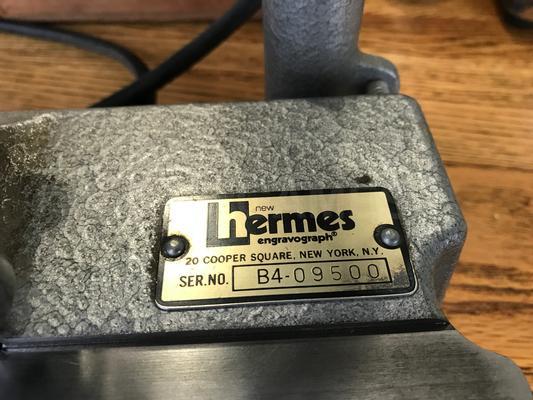 new
hermes
engravograph®
20 COOPER SQUARE, NEW YORK, N.Y.
SER.NO. B4-09500